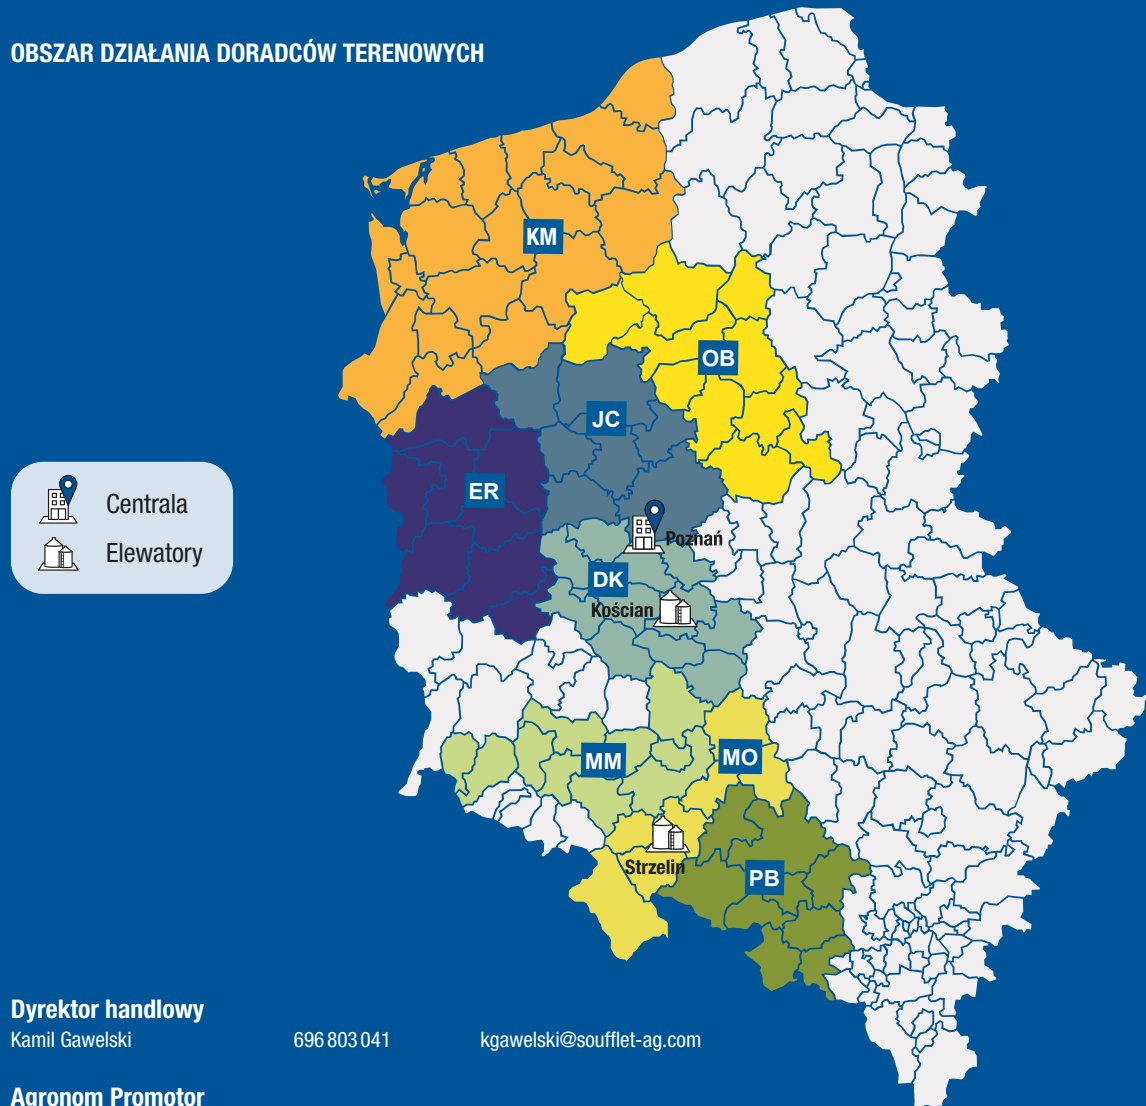 OBSZAR DZIAŁANIA DORADCÓW TERENOWYCH
KM
OB
JC
ER
Centrala
Elewatory
Poznań
DK
Kościan
MM
MO
Strzelin
PB
Dyrektor handlowy
Kamil Gawelski 696 803 041 kgawelski@soufflet-ag.com
Agronom Promotor